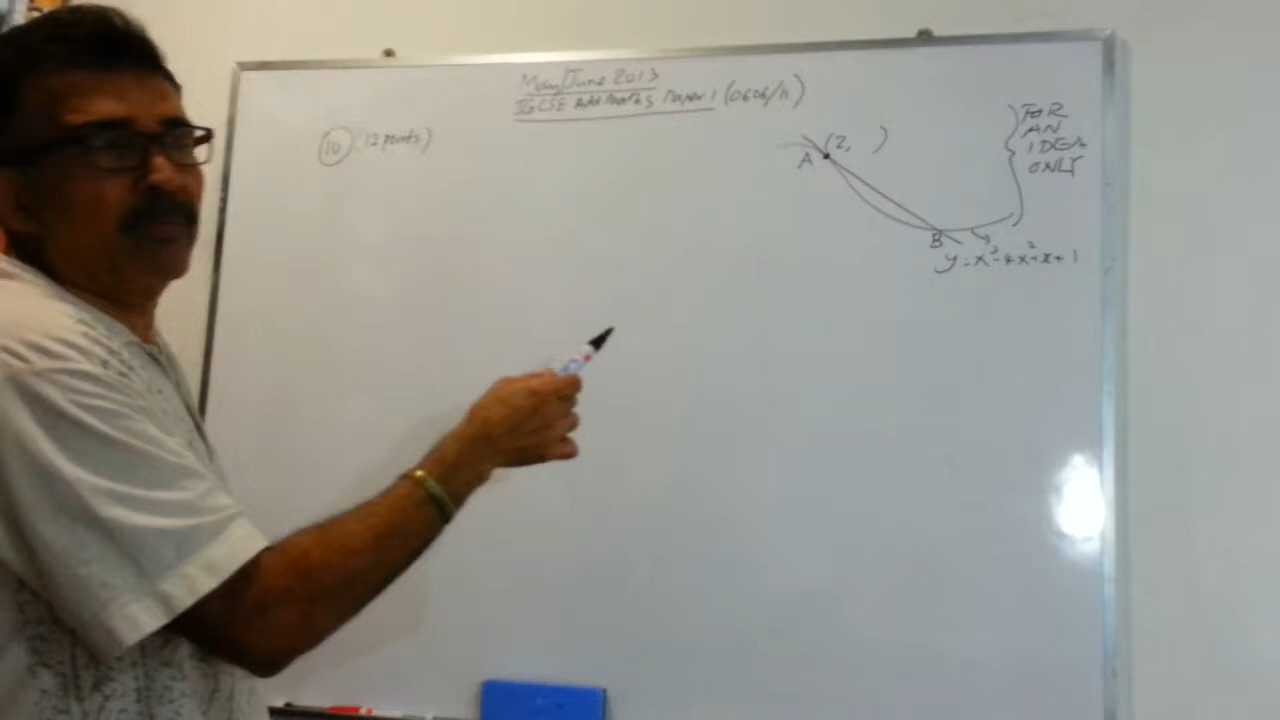 May/June 2013
IGCSE Add Maths Paper 1 (0606/11)
10 (12 points)
A (2, )
B
y = x³ - 4x² + x + 1
FOR
AN
IDEA
ONLY